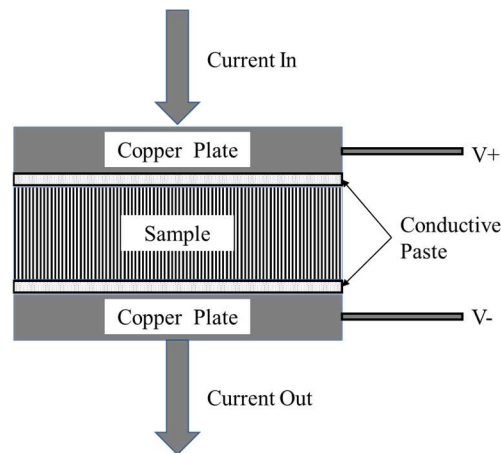 Current In
Copper Plate
V+
Sample
Conductive
Paste
Copper Plate
V-
Current Out